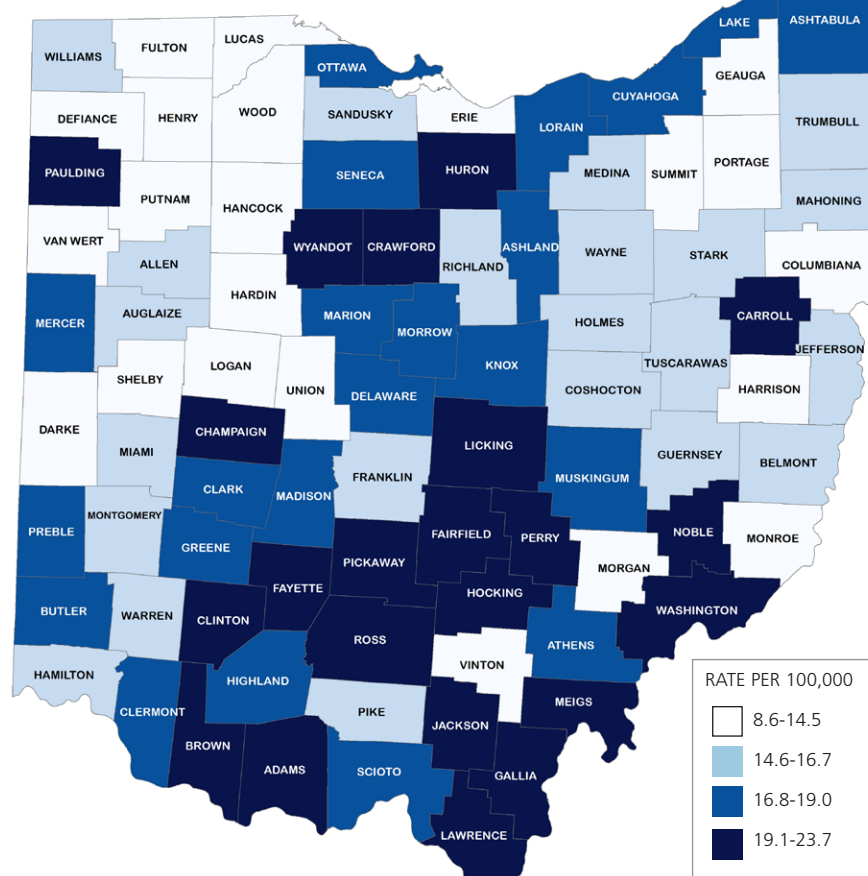 LAKE
ASHTABULA
LUCAS
FULTON
WILLIAMS
OTTAWA
GEAUGA
CUYAHOGA
WOOD
SANDUSKY
ERIE
DEFIANCE
HENRY
LORAIN
TRUMBULL
PAULDING
SENECA
HURON
MEDINA
SUMMIT
PORTAGE
PUTNAM
HANCOCK
MAHONING
VAN WERT
WYANDOT
CRAWFORD
ASHLAND
WAYNE
STARK
ALLEN
RICHLAND
COLUMBIANA
HARDIN
MERCER
AUGLAIZE
MARION
MORROW
HOLMES
CARROLL
JEFFERSON
TUSCARAWAS
LOGAN
KNOX
SHELBY
UNION
DELAWARE
COSHOCTON
HARRISON
DARKE
CHAMPAIGN
LICKING
MIAMI
FRANKLIN
GUERNSEY
BELMONT
CLARK
MADISON
MUSKINGUM
MONTGOMERY
PREBLE
GREENE
FAIRFIELD
PERRY
NOBLE
MONROE
PICKAWAY
MORGAN
FAYETTE
HOCKING
BUTLER
WARREN
CLINTON
WASHINGTON
ROSS
ATHENS
VINTON
HAMILTON
HIGHLAND
MEIGS
CLERMONT
PIKE
JACKSON
BROWN
ADAMS
SCIOTO
GALLIA
LAWRENCE
RATE PER 100,000
8.6-14.5
14.6-16.7
16.8-19.0
19.1-23.7